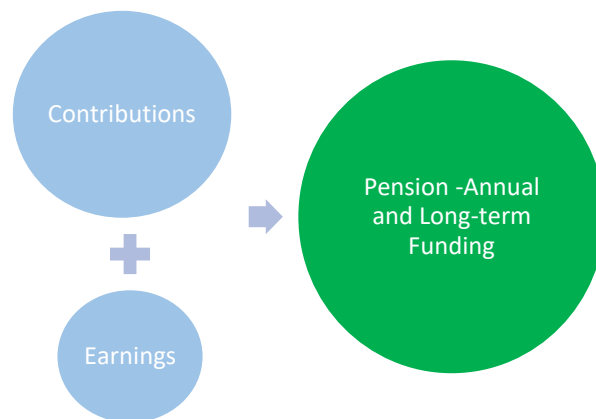 Contributions
Earnings
Pension -Annual
and Long-term
Funding